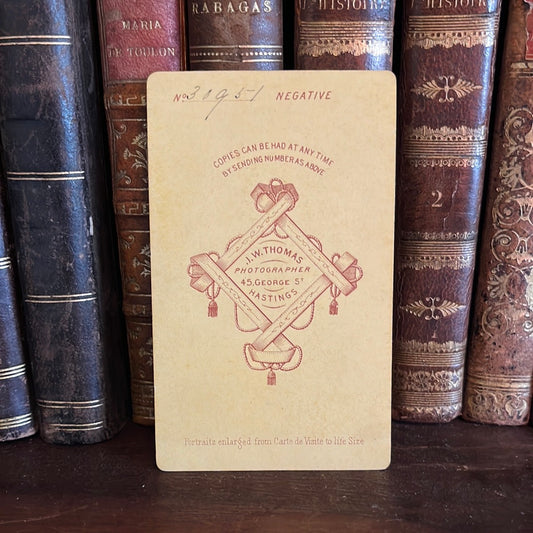 MARIA
DE TOULON
RABAGAS
L'HISTOIRE
L'HISTOIRE
2
No 30951 NEGATIVE
COPIES CAN BE HAD AT ANY TIME
BY SENDING NUMBER AS ABOVE
J.W. THOMAS
PHOTOGRAPHER
45, GEORGE ST
HASTINGS
Portraits enlarged from Carte de Visite to life Size